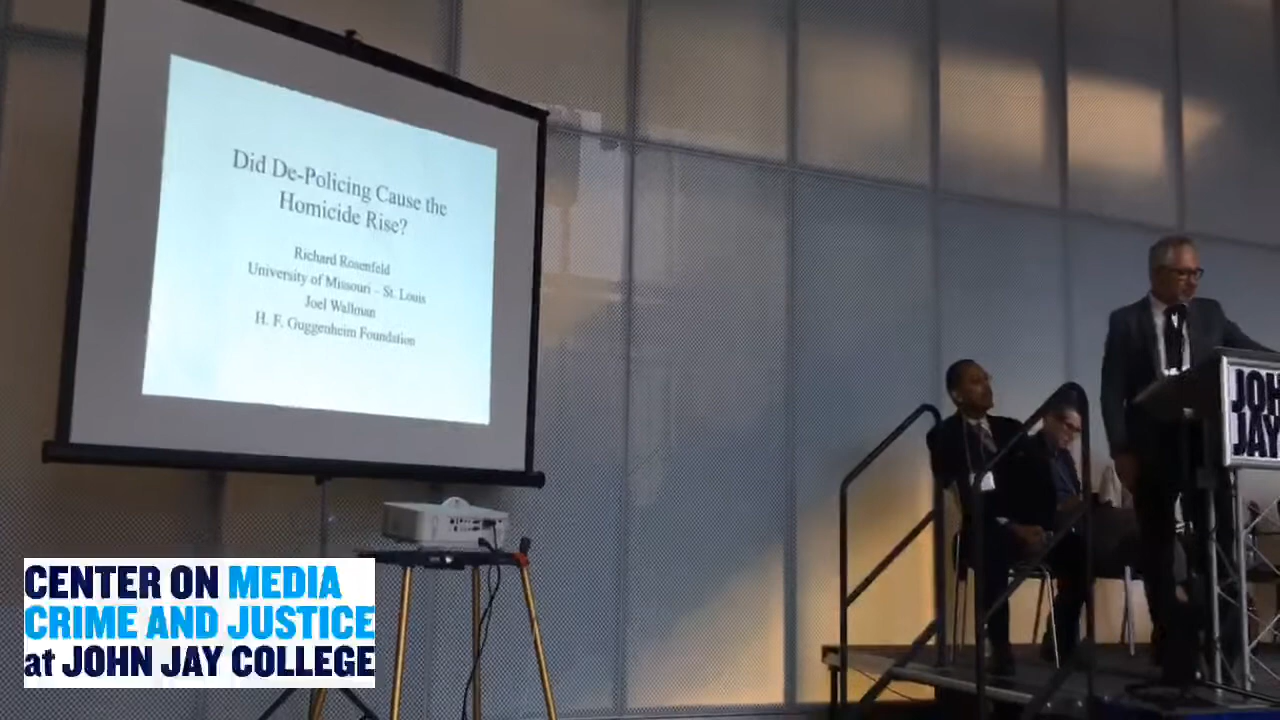 Did De-Policing Cause the
Homicide Rise?
Richard Rosenfeld
University of Missouri – St. Louis
Joel Wallman
H. F. Guggenheim Foundation
JOH
JAY
CENTER ON MEDIA
CRIME AND JUSTICE
at JOHN JAY COLLEGE